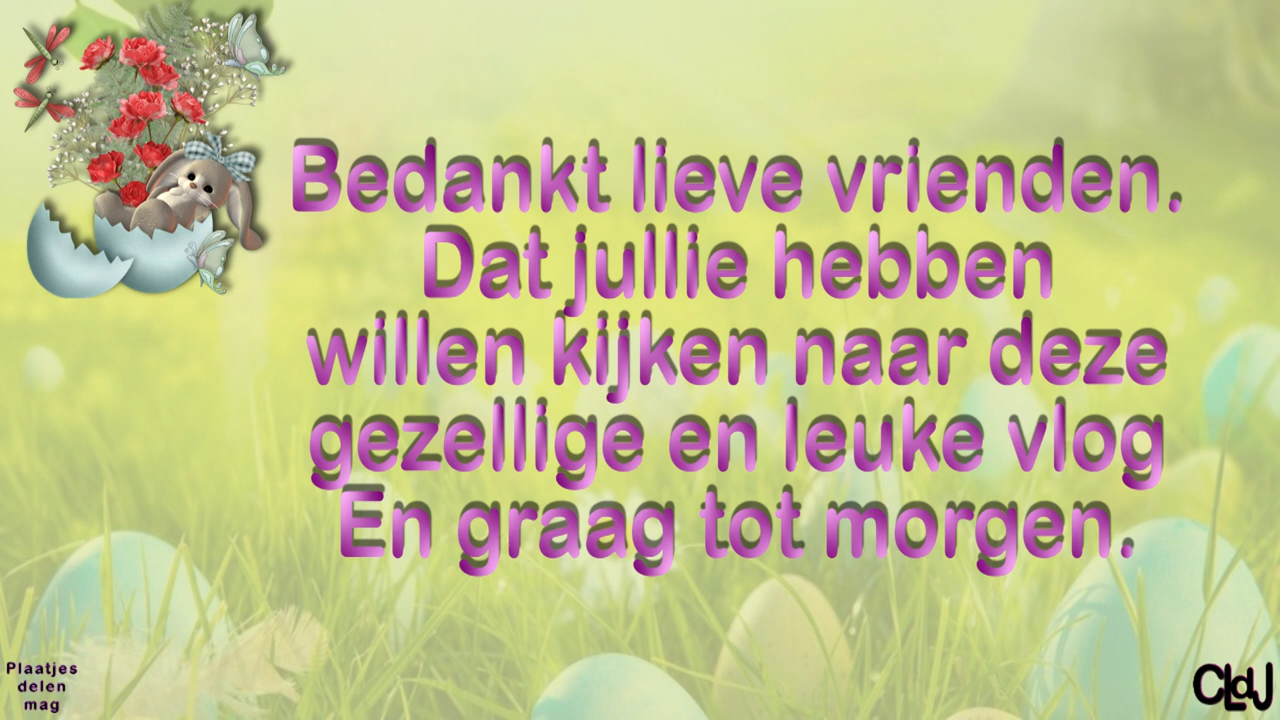 Bedankt lieve vrienden.
Dat jullie hebben
willen kijken naar deze
gezellige en leuke vlog
En graag tot morgen.
Plaatjes
delen
mag
CLdJ